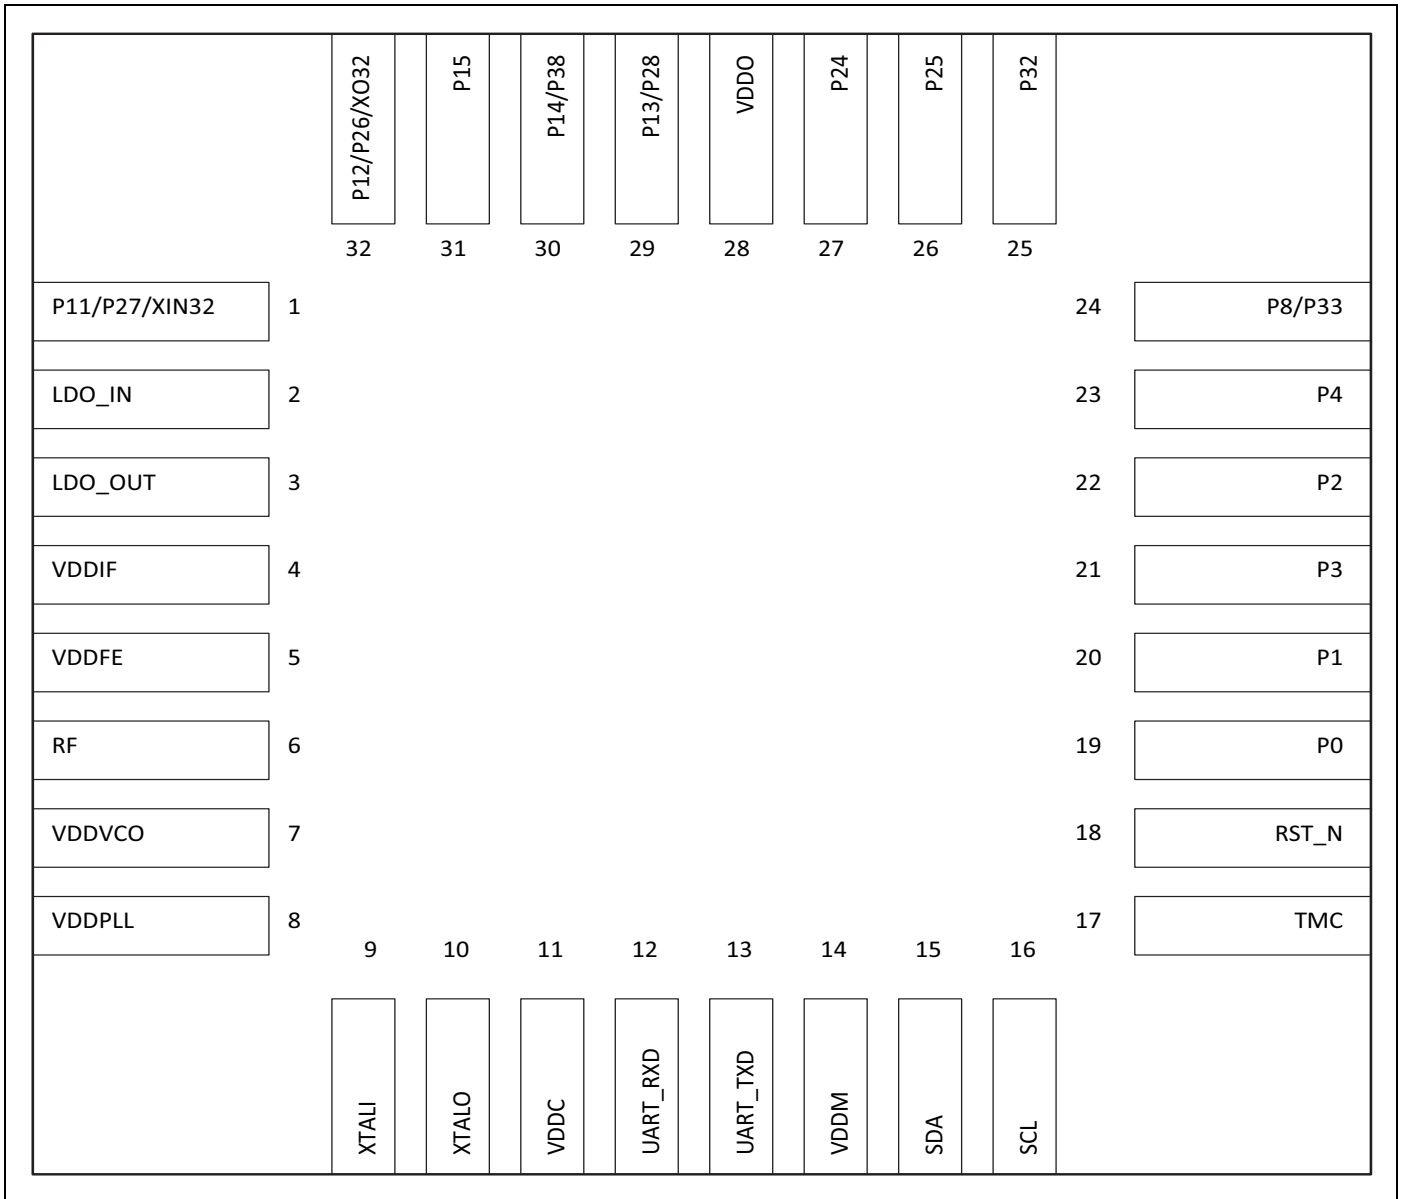 P12/P26/XO32
P15
P14/P38
P13/P28
VDDO
P24
P25
P32
32 31 30 29 28 27 26 25
P11/P27/XIN32 1 24 P8/P33
LDO_IN 2 23 P4
LDO_OUT 3 22 P2
VDDIF 4 21 P3
VDDFE 5 20 P1
RF 6 19 P0
VDDVCO 7 18 RST_N
VDDPLL 8 17 TMC
9 10 11 12 13 14 15 16
XTALI
XTALO
VDDC
UART_RXD
UART_TXD
VDDM
SDA
SCL